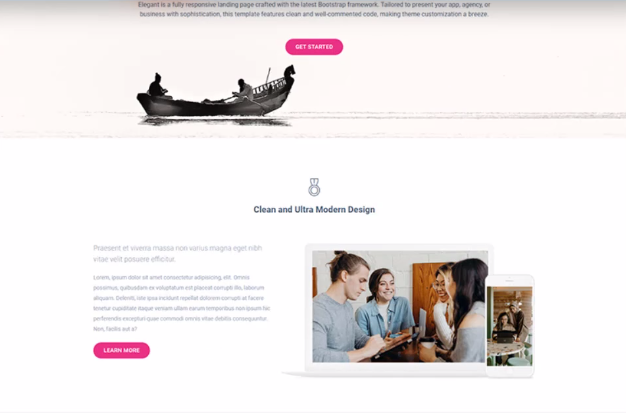 Elegant is a fully responsive landing page crafted with the latest Bootstrap framework. Tailored to present your app, agency, or
business with sophistication, this template features clean and well-commented code, making theme customization a breeze.
GET STARTED
Clean and Ultra Modern Design
Praesent et viverra massa non varius magna eget nibh
vitae velit posuere efficitur.
Lorem, ipsum dolor sit amet consectetur adipisicing, elit. Omnis
possimus, quibusdam ex voluptatum est placeat corrupti illo, laborum
aliquam. Deleniti, iste ipsa incidunt repellat dolorem corrupti at facere
tenetur cupiditate itaque veniam ullam earum temporibus non ipsum hic
perferendis excepturi quae commodi omnis vitae debitis consequuntur.
Non, facilis aut a?
LEARN MORE